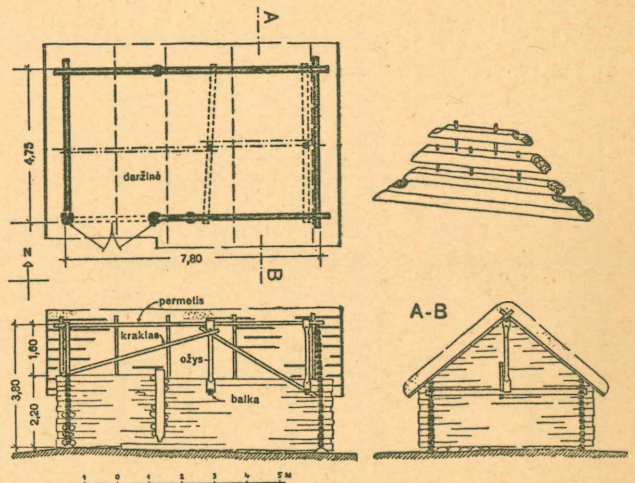 A
4,75
daržinė
N
7,80
B
permetis
kraklas
ožys
balka
3,80
1,60
2,20
A-B
1 0 1 2 3 4 5 M